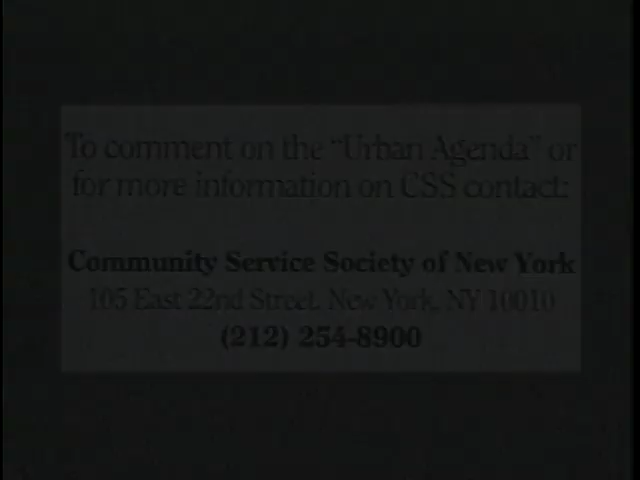 To comment on the "Urban Agenda" or
for more information on CSS contact:
Community Service Society of New York
105 East 22nd Street, New York, NY 10010
(212) 254-8900